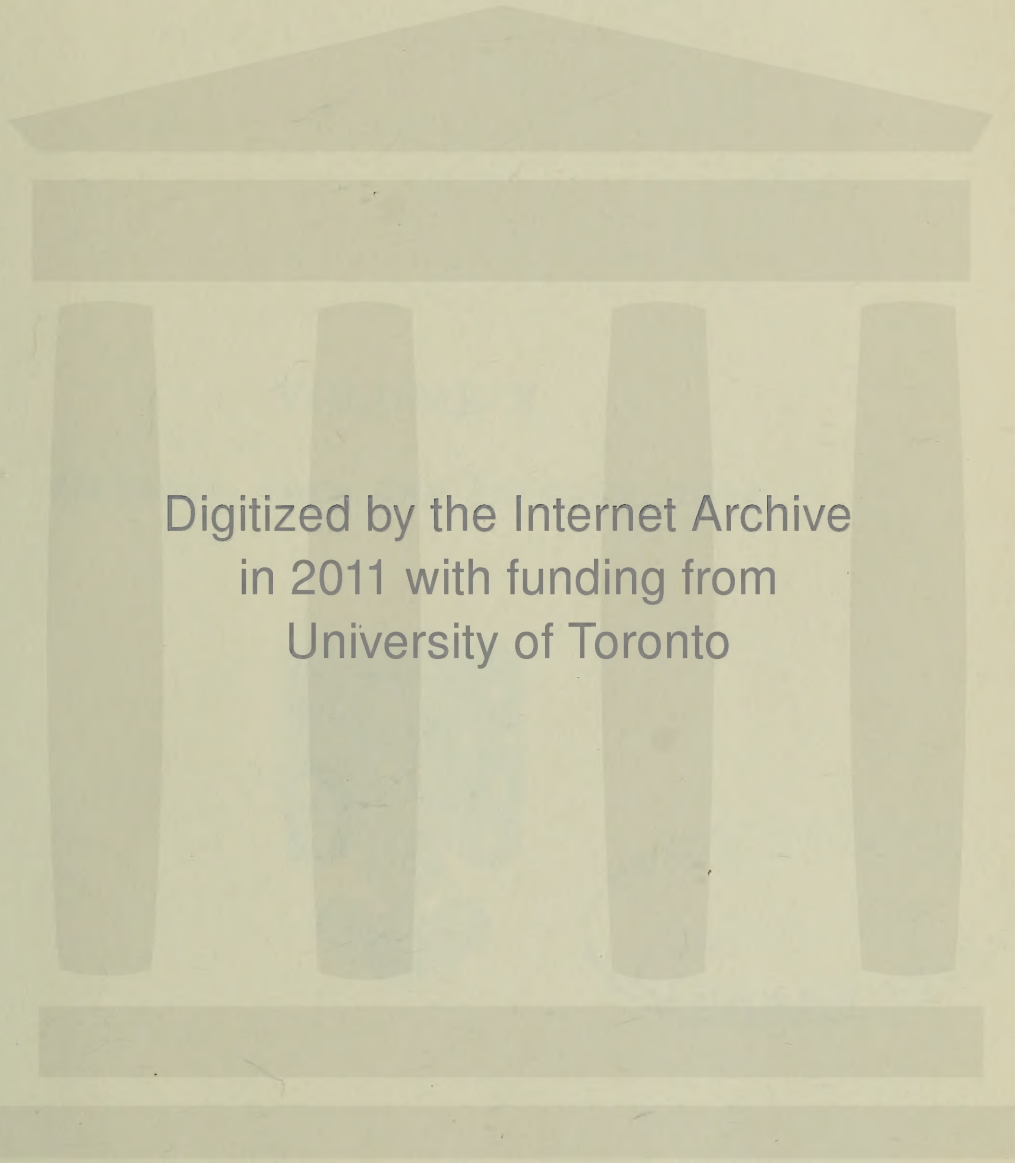 Digitized by the Internet Archive
in 2011 with funding from
University of Toronto